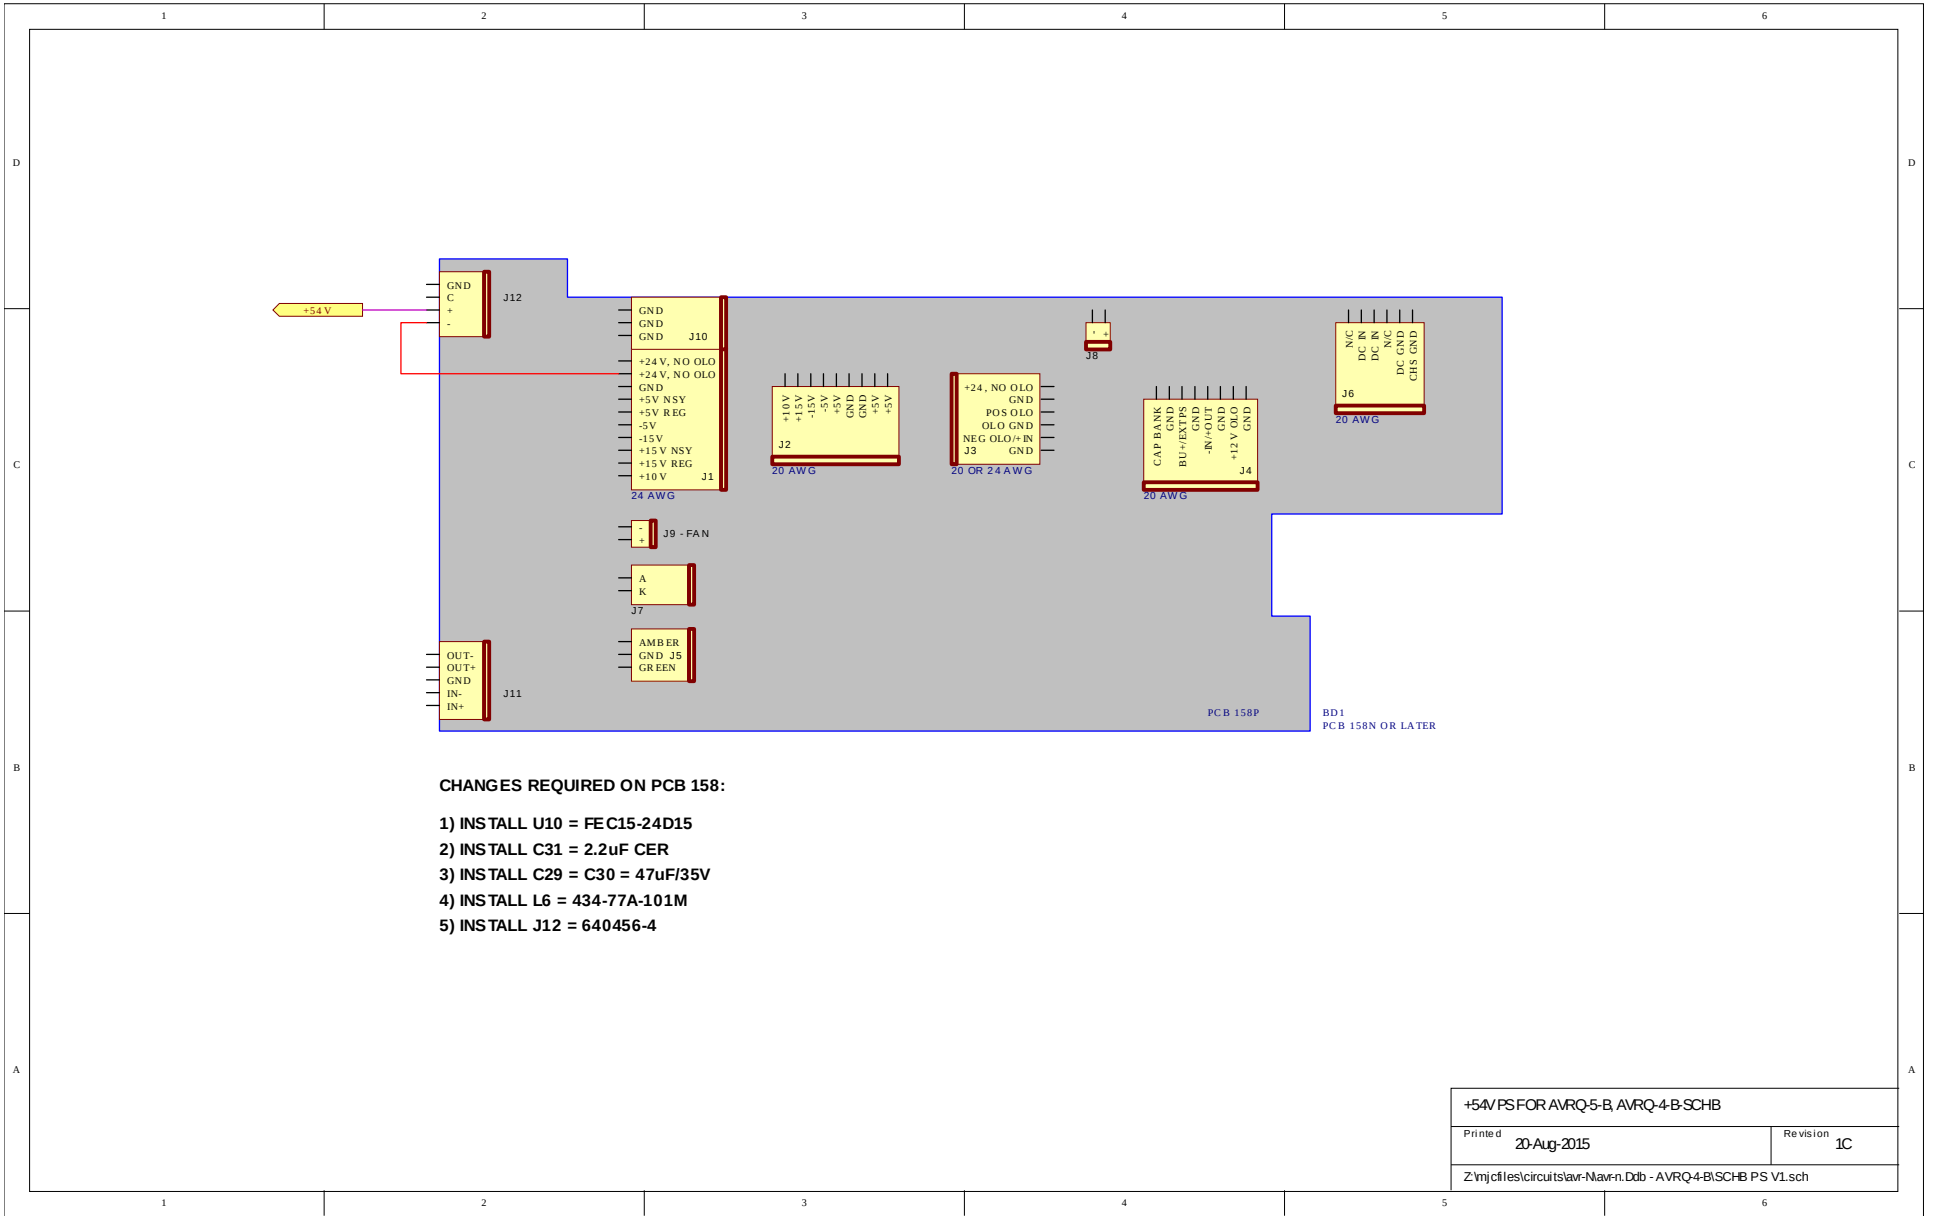 1 2 3 4 5 6
D D
GND
C
+
-
J12
+54V
GND
GND
GND
J10
+24 V, NO OLO
+24 V, NO OLO
GND
+5V NSY
+5V REG
-5V
-15V
+15 V NSY
+15 V REG
+10 V
J1
24 AWG
+10V
+15V
-15V
-5V
+5V
GND
GND
+5V
+5V
J2
20 AWG
+24 , NO OLO
GND
POS OLO
OLO GND
NEG OLO/+IN
GND
J3
20 OR 24 AWG
- +
J8
CAP BANK
GND
BU+/EXTPS
GND
-IN/+OUT
GND
+12 V OLO
GND
J4
20 AWG
N/C
DC IN
DC IN
N/C
DC GND
CHS GND
J6
20 AWG
C C
-
+
J9 - FAN
A
K
J7
AMBER
GND
GREEN
J5
OUT-
OUT+
GND
IN-
IN+
J11
PCB 158P
BD1
PCB 158N OR LATER
B B
CHANGES REQUIRED ON PCB 158:
1) INSTALL U10 = FEC15-24D15
2) INSTALL C31 = 2.2uF CER
3) INSTALL C29 = C30 = 47uF/35V
4) INSTALL L6 = 434-77A-101M
5) INSTALL J12 = 640456-4
A A
+54V PS FOR AVRQ-5-B, AVRQ-4-B-SCHB
Printed 20-Aug-2015
Revision 1C
Z:\mjcfiles\circuits\avr-N\avr-n.Ddb - AVRQ-4-B\SCHB PS V1.sch
1 2 3 4 5 6